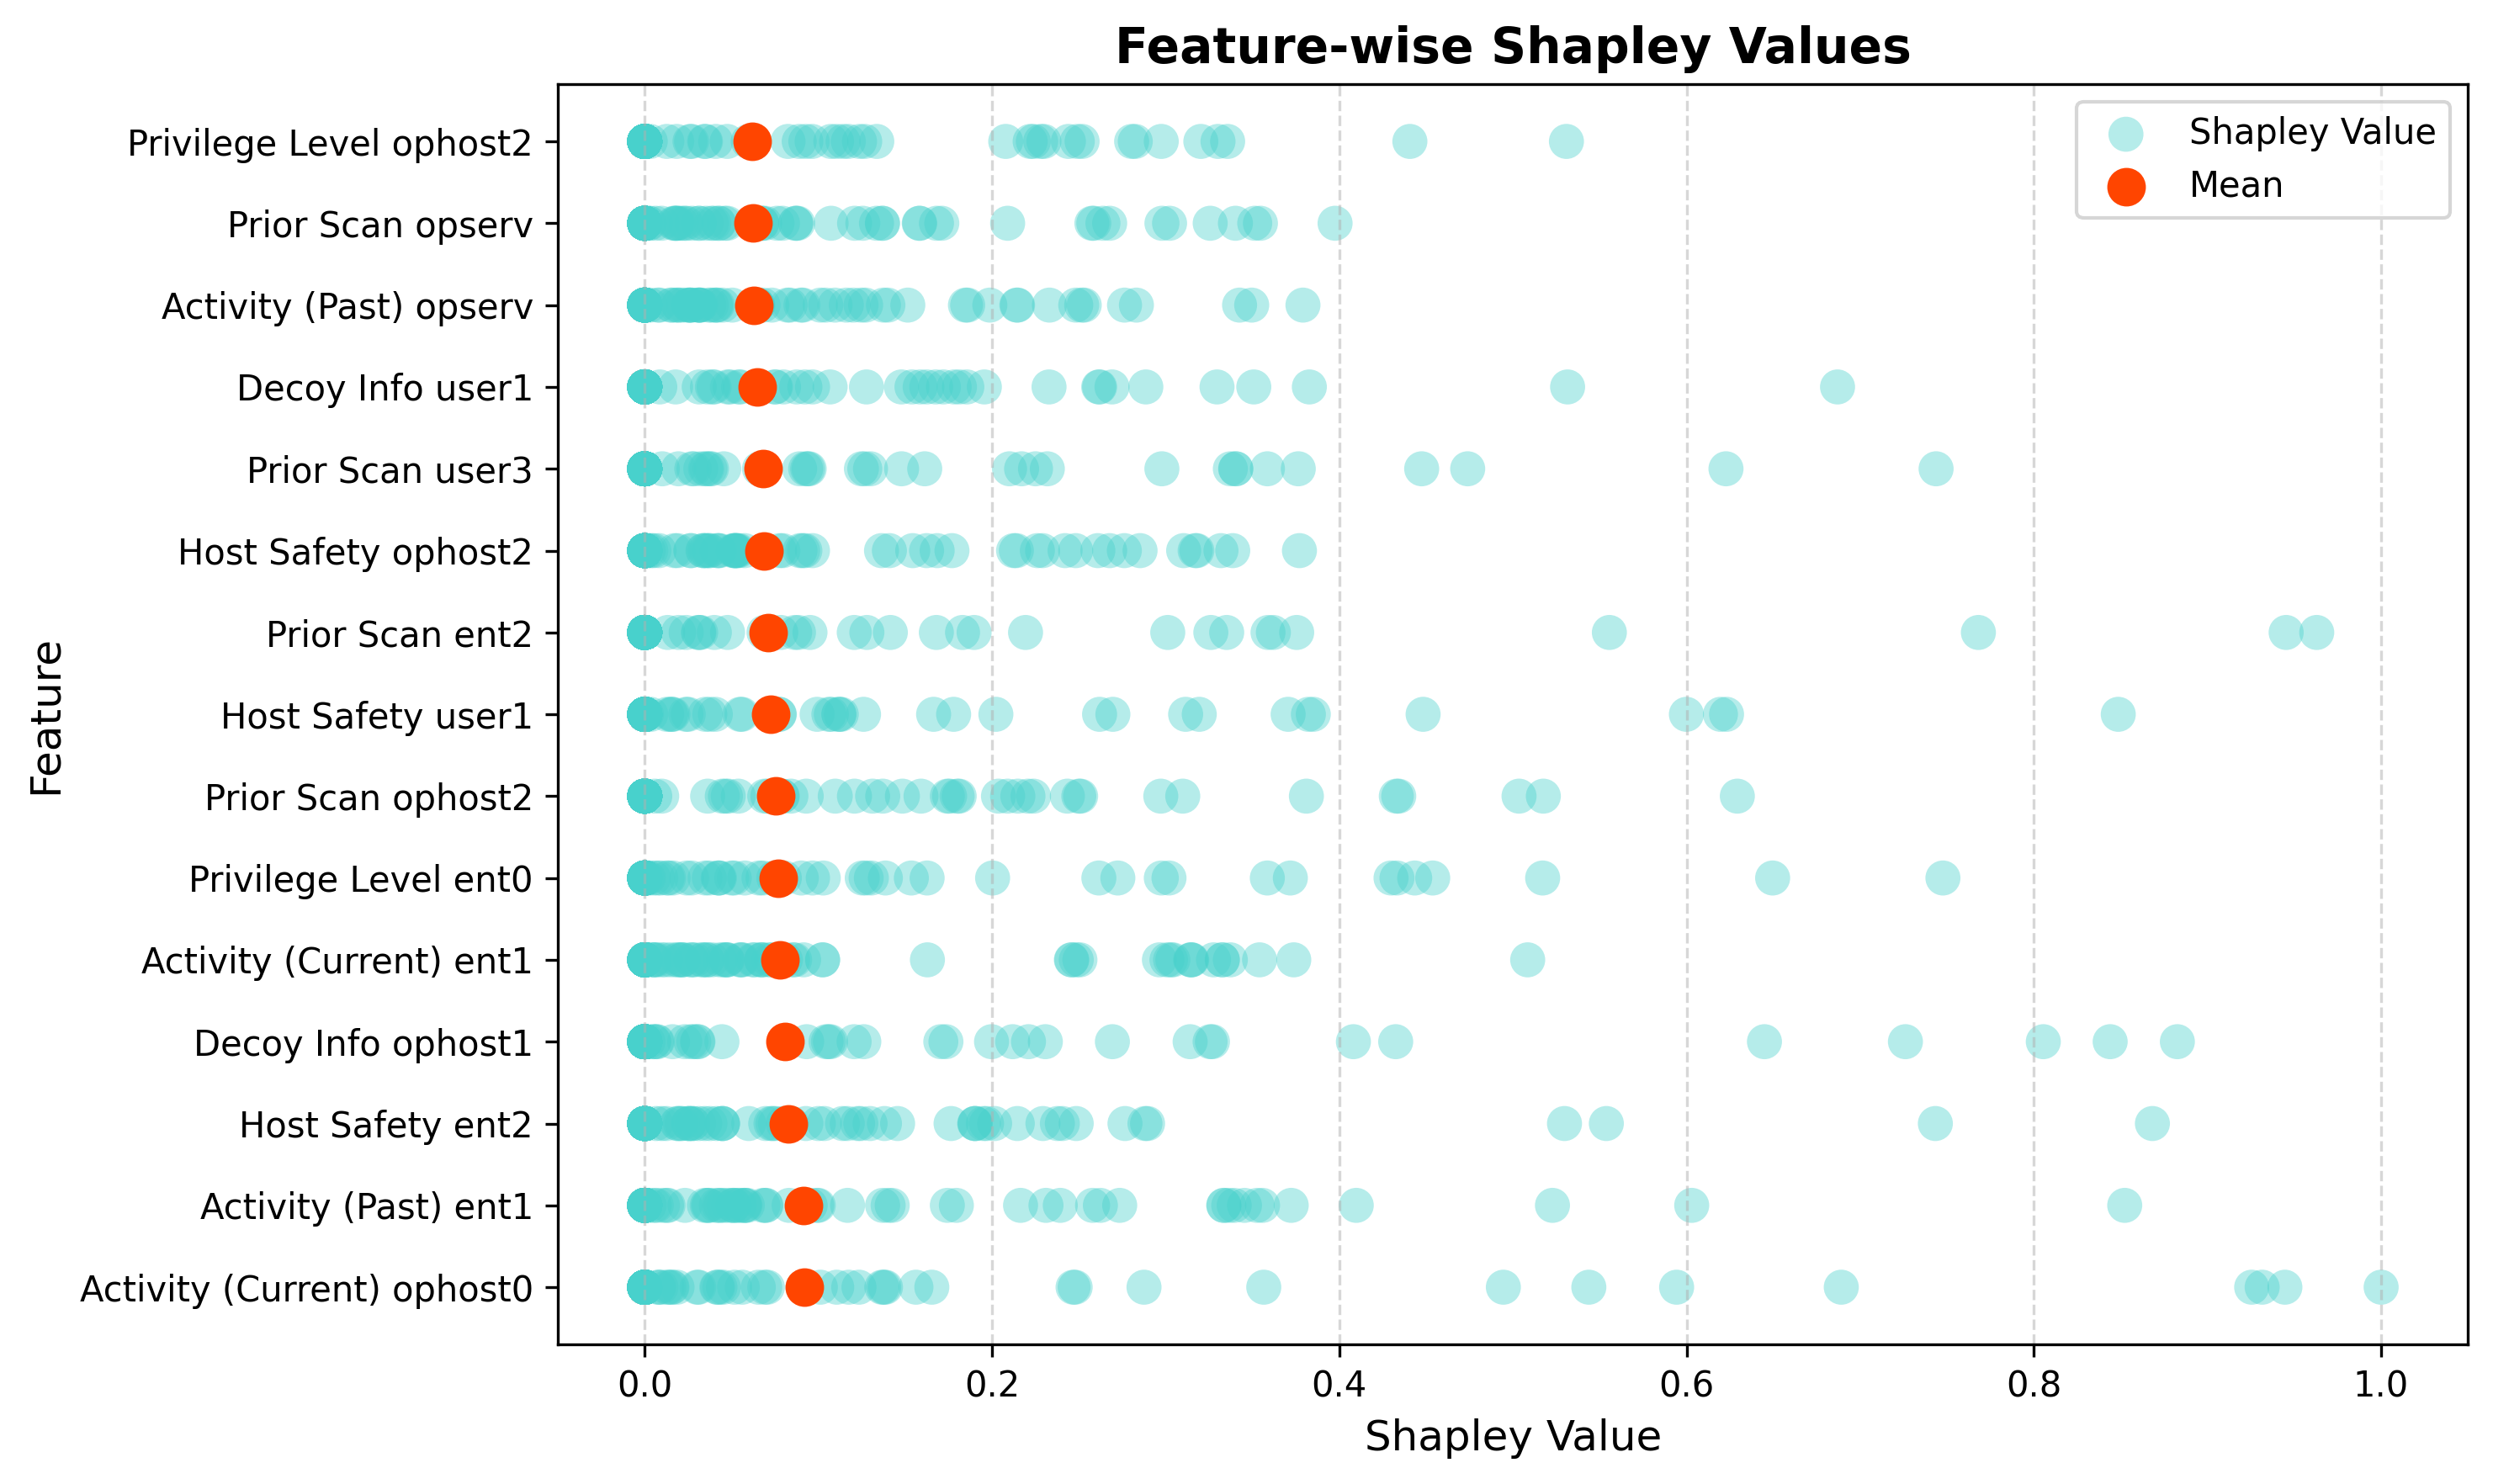 Feature-wise Shapley Values
Shapley Value
Mean
Privilege Level ophost2
Prior Scan opserv
Activity (Past) opserv
Decoy Info user1
Prior Scan user3
Host Safety ophost2
Prior Scan ent2
Host Safety user1
Prior Scan ophost2
Privilege Level ent0
Activity (Current) ent1
Decoy Info ophost1
Host Safety ent2
Activity (Past) ent1
Activity (Current) ophost0
Feature
0.0 0.2 0.4 0.6 0.8 1.0
Shapley Value